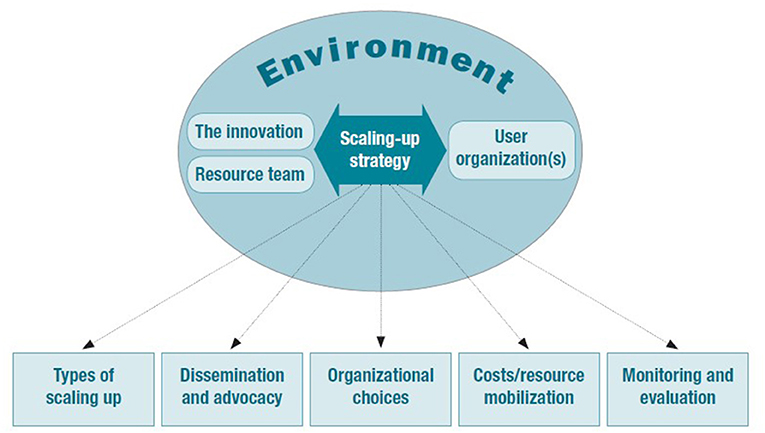 Environment
The innovation
Resource team
Scaling-up
strategy
User
organization(s)
Types of
scaling up
Dissemination
and advocacy
Organizational
choices
Costs/resource
mobilization
Monitoring and
evaluation